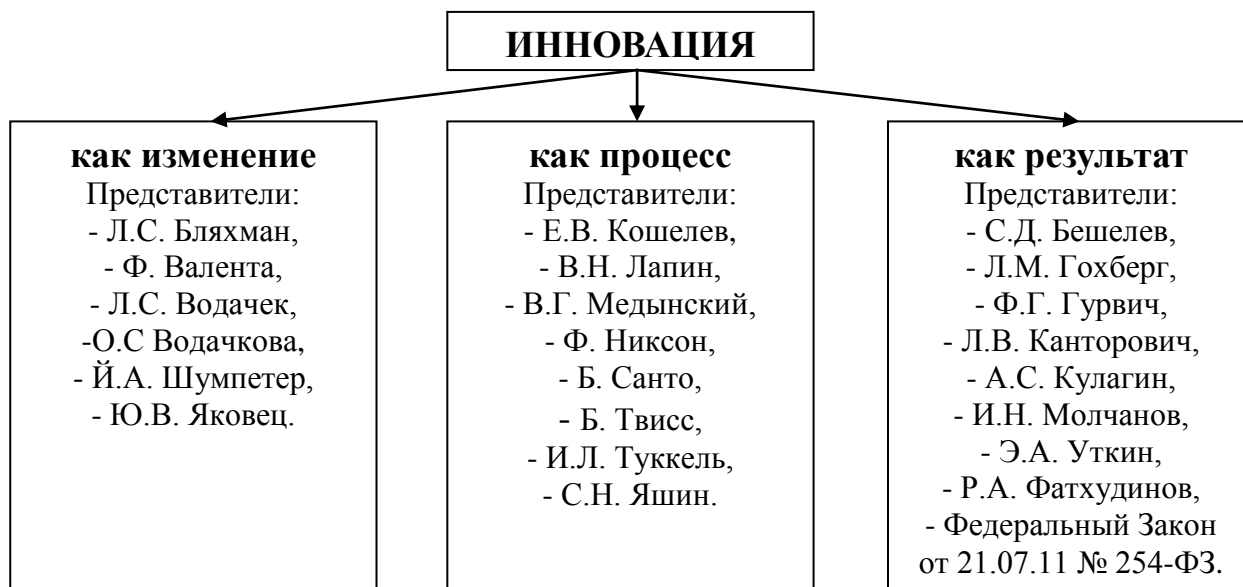 ИННОВАЦИЯ
как изменение
Представители:
- Л.С. Бляхман,
- Ф. Валента,
- Л.С. Водачек,
-О.С Водачкова,
- Й.А. Шумпетер,
- Ю.В. Яковец.
как процесс
Представители:
- Е.В. Кошелев,
- В.Н. Лапин,
- В.Г. Медынский,
- Ф. Никсон,
- Б. Санто,
- Б. Твисс,
- И.Л. Туккель,
- С.Н. Яшин.
как результат
Представители:
- С.Д. Бешелев,
- Л.М. Гохберг,
- Ф.Г. Гурвич,
- Л.В. Канторович,
- А.С. Кулагин,
- И.Н. Молчанов,
- Э.А. Уткин,
- Р.А. Фатхудинов,
- Федеральный Закон
от 21.07.11 № 254-ФЗ.